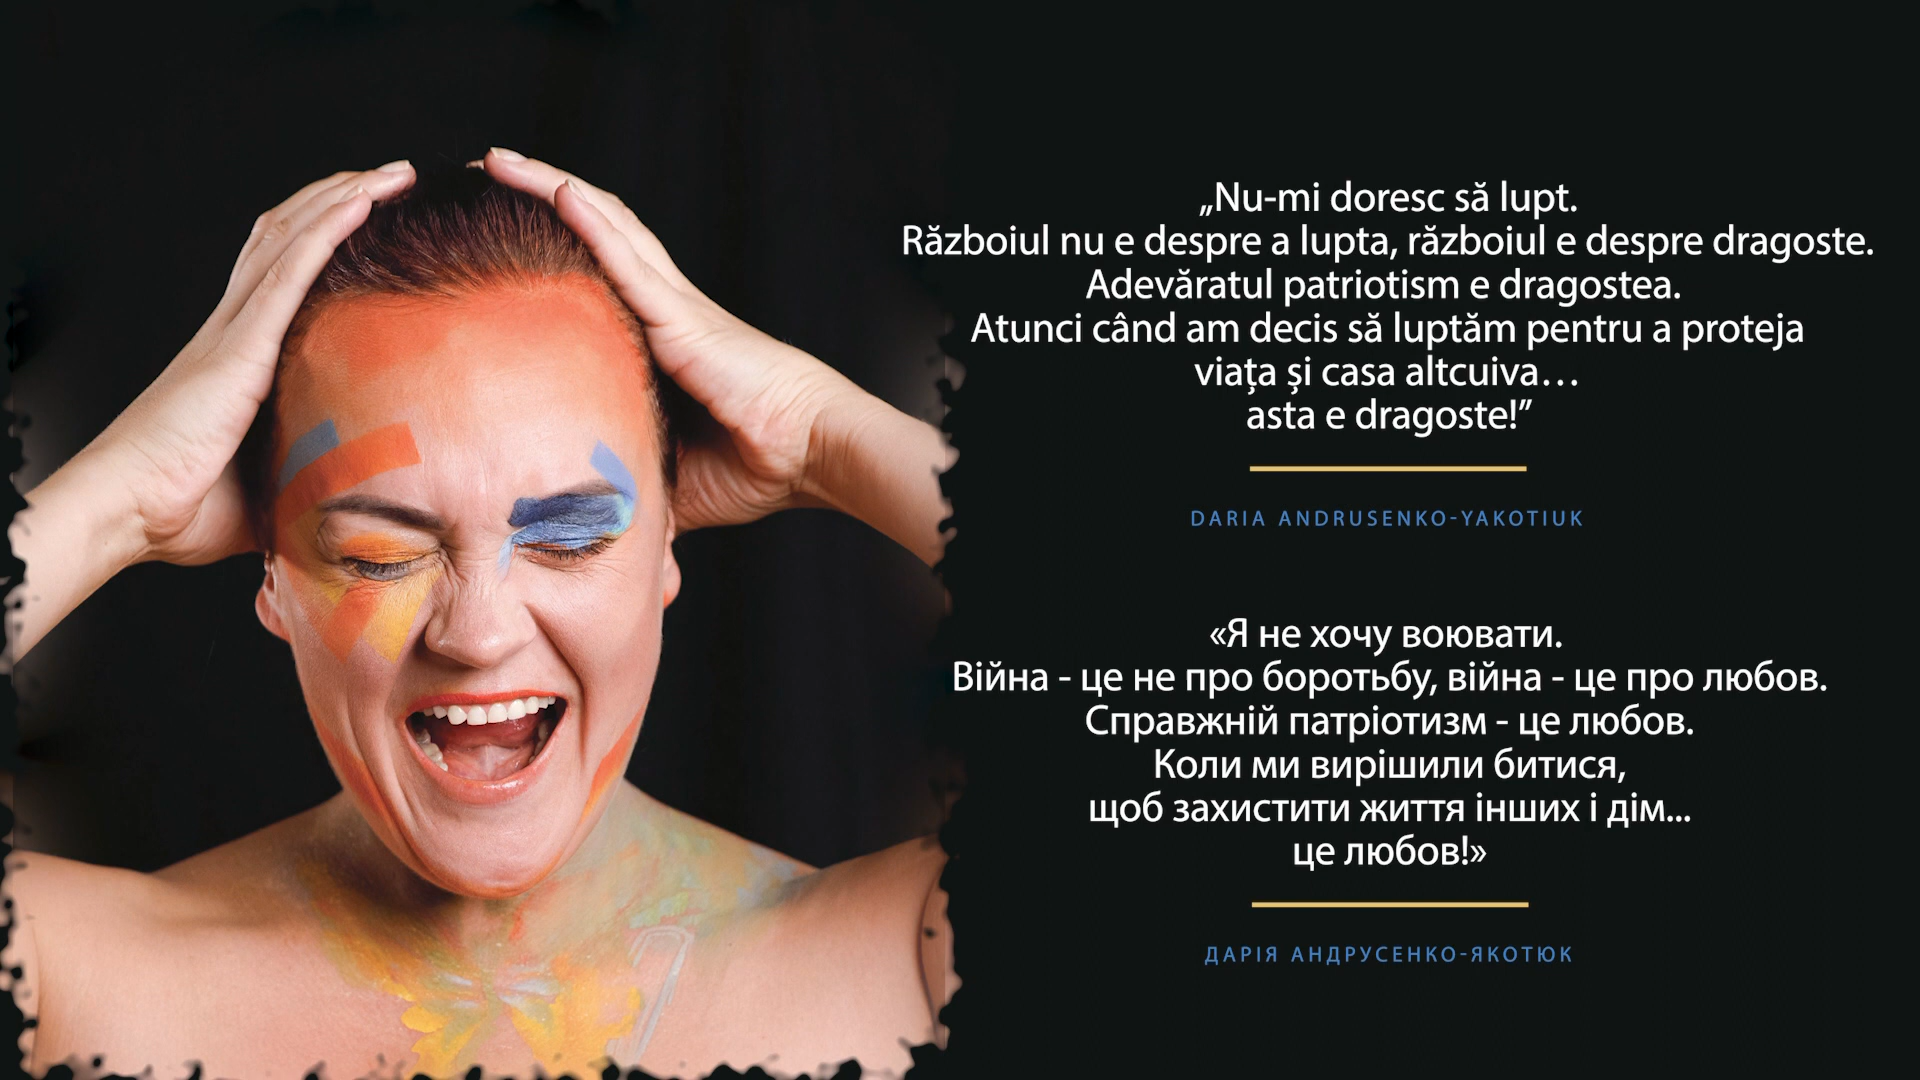 „Nu-mi doresc să lupt.
Războiul nu e despre a lupta, războiul e despre dragoste.
Adevăratul patriotism e dragostea.
Atunci când am decis să luptăm pentru a proteja
viața și casa altcuiva…
asta e dragoste!”
DARIA ANDRUSENKO-YAKOTIUK
«Я не хочу воювати.
Війна - це не про боротьбу, війна - це про любов.
Справжній патріотизм - це любов.
Коли ми вирішили битися,
щоб захистити життя інших і дім...
це любов!»
ДАРІЯ АНДРУСЕНКО-ЯКОТЮК